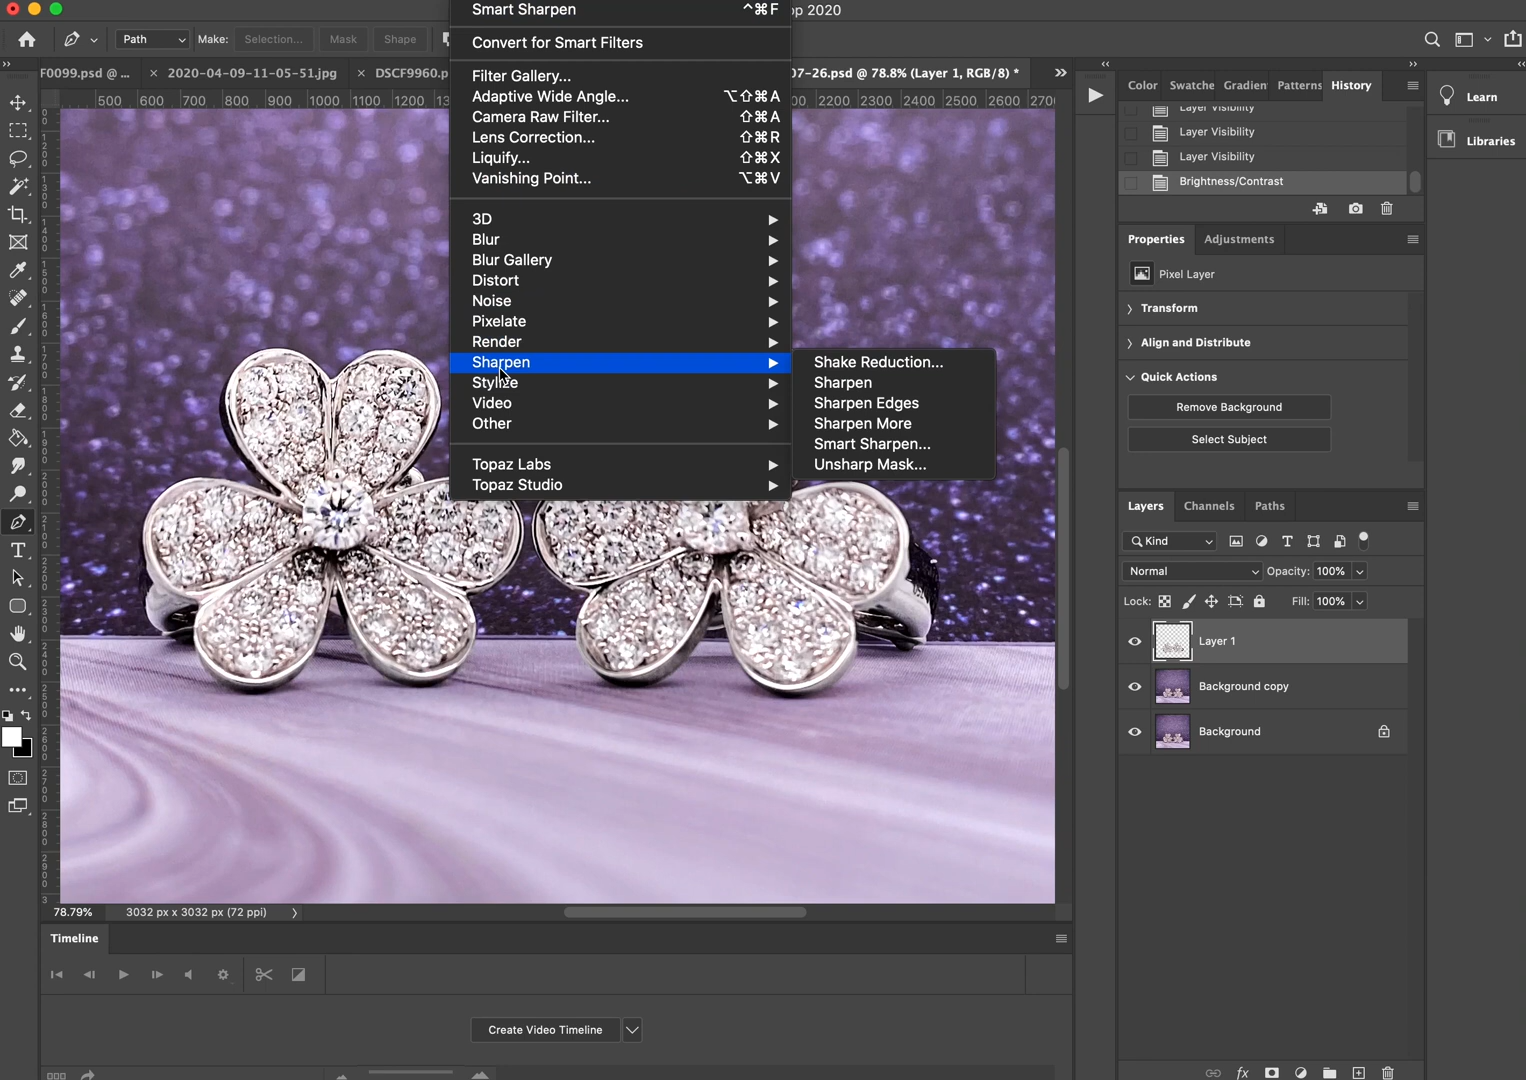 Smart Sharpen ^⌘F
op 2020
Path
Make:
Selection...
Mask
Shape
F0099.psd @ ...
× 2020-04-09-11-05-51.jpg
× DSCF9960.p
07-26.psd @ 78.8% (Layer 1, RGB/8) *
Convert for Smart Filters
Filter Gallery...
Adaptive Wide Angle... ⌥⇧⌘A
Camera Raw Filter... ⇧⌘A
Lens Correction... ⇧⌘R
Liquify... ⇧⌘X
Vanishing Point... ⌥⌘V
3D
Blur
Blur Gallery
Distort
Noise
Pixelate
Render
Sharpen
Stylize
Video
Other
Topaz Labs
Topaz Studio
Shake Reduction...
Sharpen
Sharpen Edges
Sharpen More
Smart Sharpen...
Unsharp Mask...
500 600 700 800 900 1000 1100 1200 1300
2200 2300 2400 2500 2600 2700
Color Swatche Gradien Patterns History
Layer Visibility
Layer Visibility
Layer Visibility
Brightness/Contrast
Learn
Libraries
Properties Adjustments
Pixel Layer
Transform
Align and Distribute
Quick Actions
Remove Background
Select Subject
Layers Channels Paths
Kind
Normal Opacity: 100%
Lock: Fill: 100%
Layer 1
Background copy
Background
fx
78.79% 3032 px x 3032 px (72 ppi)
Timeline
Create Video Timeline